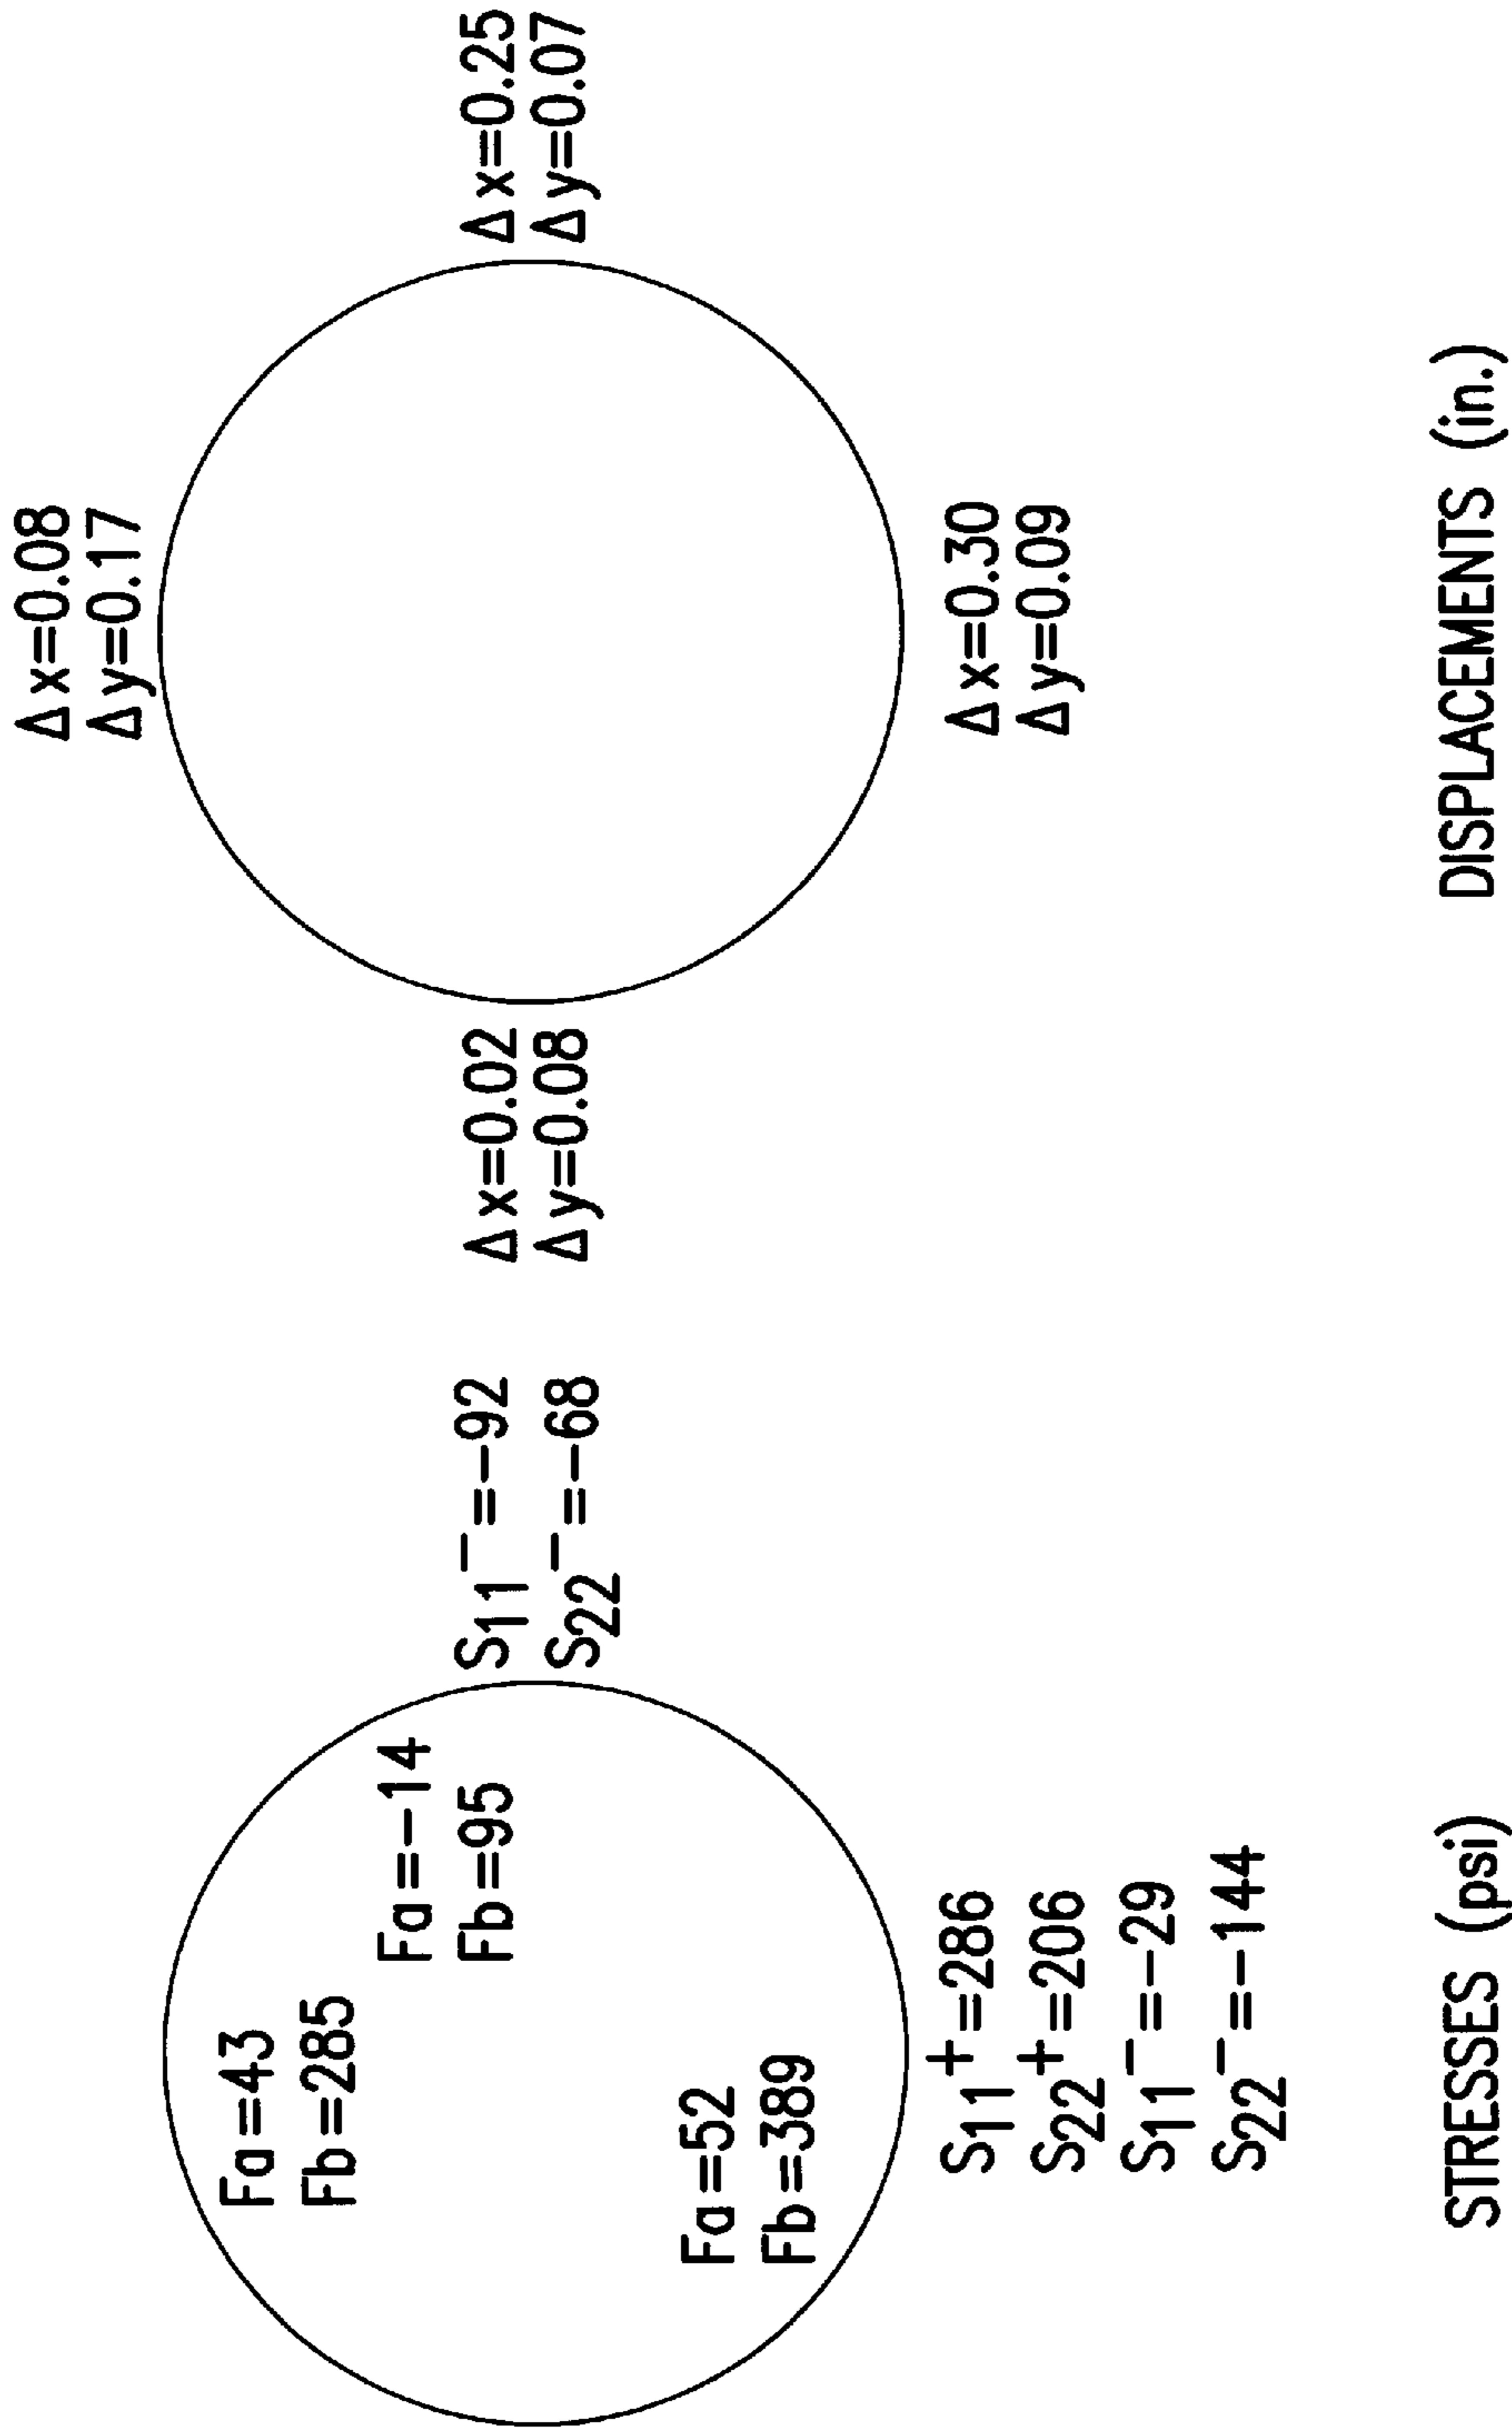 Fa=43
Fb=285
Fa=-14
Fb=95
S11⁻=-92
S22⁻=-68
Fa=52
Fb=389
S11⁺=286
S22⁺=206
S11⁻=-29
S22⁻=-144
STRESSES (psi)
Δx=0.08
Δy=0.17
Δx=0.02
Δy=0.08
Δx=0.25
Δy=0.07
Δx=0.30
Δy=0.09
DISPLACEMENTS (in.)